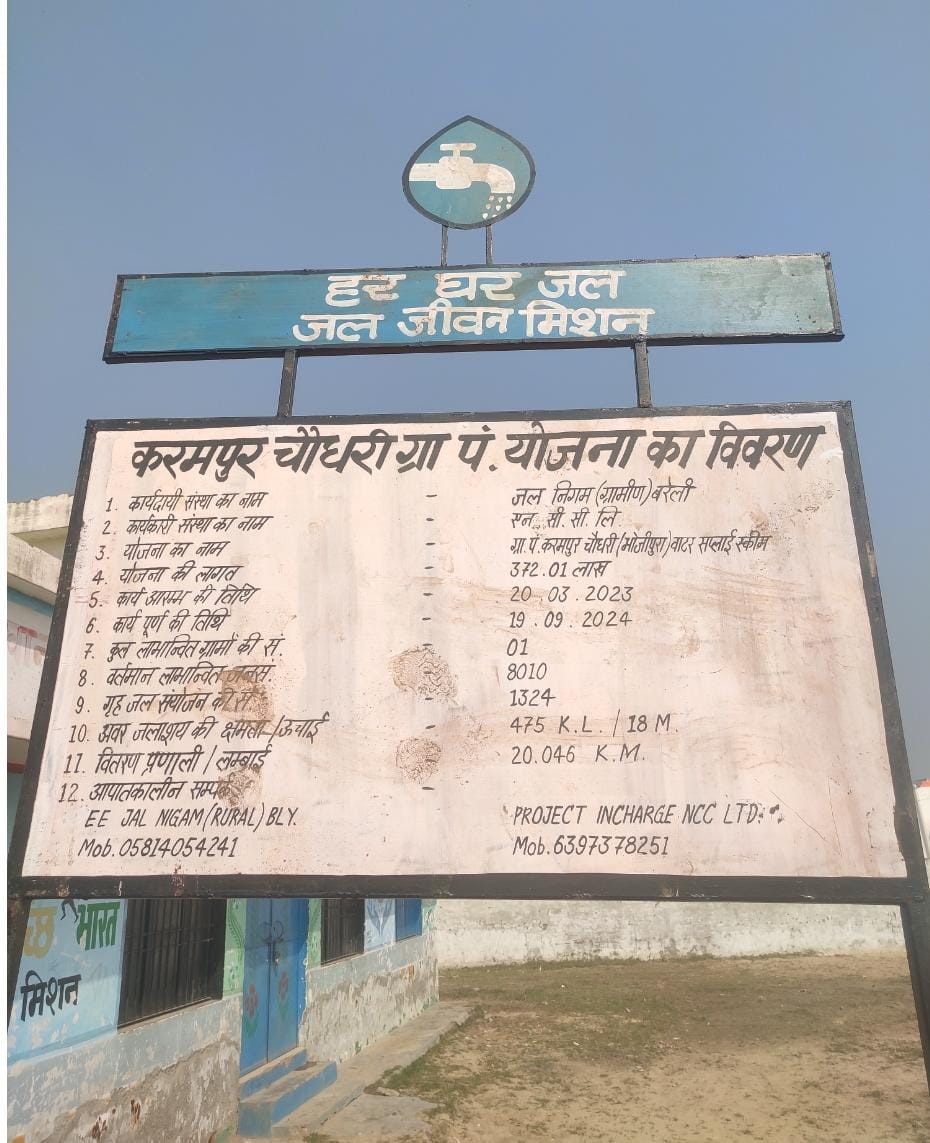 हर घर जल
जल जीवन मिशन
करमपुर चौधरी ग्रा पं. योजना का विवरण
1. कार्यदायी संस्था का नाम - जल निगम (ग्रामीण) बरेली
2. कार्यकारी संस्था का नाम - एन. सी. सी. लि
3. योजना का नाम - ग्रा.पं. करमपुर चौधरी (भोजीपुरा) वाटर सप्लाई स्कीम
4. योजना की लागत - 372.01 लाख
5. कार्य आरम्भ की तिथि - 20.03.2023
6. कार्य पूर्ण की तिथि - 19.09.2024
7. कुल लाभान्वित ग्रामों की सं. - 01
8. वर्तमान लाभान्वित जनसं. - 8010
9. गृह जल संयोजन की सं - 1324
10. अवर जलाशय की क्षमता / ऊचाई - 475 K.L. / 18 M.
11. वितरण प्रणाली / लम्बाई - 20.046 K.M.
12. आपातकालीन सम्पर्क -
EE JAL NIGAM (RURAL) BLY. PROJECT INCHARGE NCC LTD.
Mob. 05814054241 Mob. 6397378251
च्छ भारत
मिशन